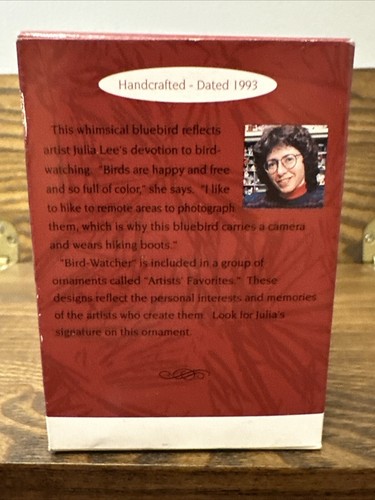 Handcrafted - Dated 1993
This whimsical bluebird reflects
artist Julia Lee's devotion to bird-
watching. "Birds are happy and free
and so full of color," she says. "I like
to hike to remote areas to photograph
them, which is why this bluebird carries a camera
and wears hiking boots."
"Bird-Watcher" is included in a group of
ornaments called "Artists' Favorites." These
designs reflect the personal interests and memories
of the artists who create them. Look for Julia's
signature on this ornament.